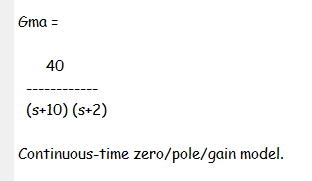 Gma =
40
------------
(s+10) (s+2)
Continuous-time zero/pole/gain model.